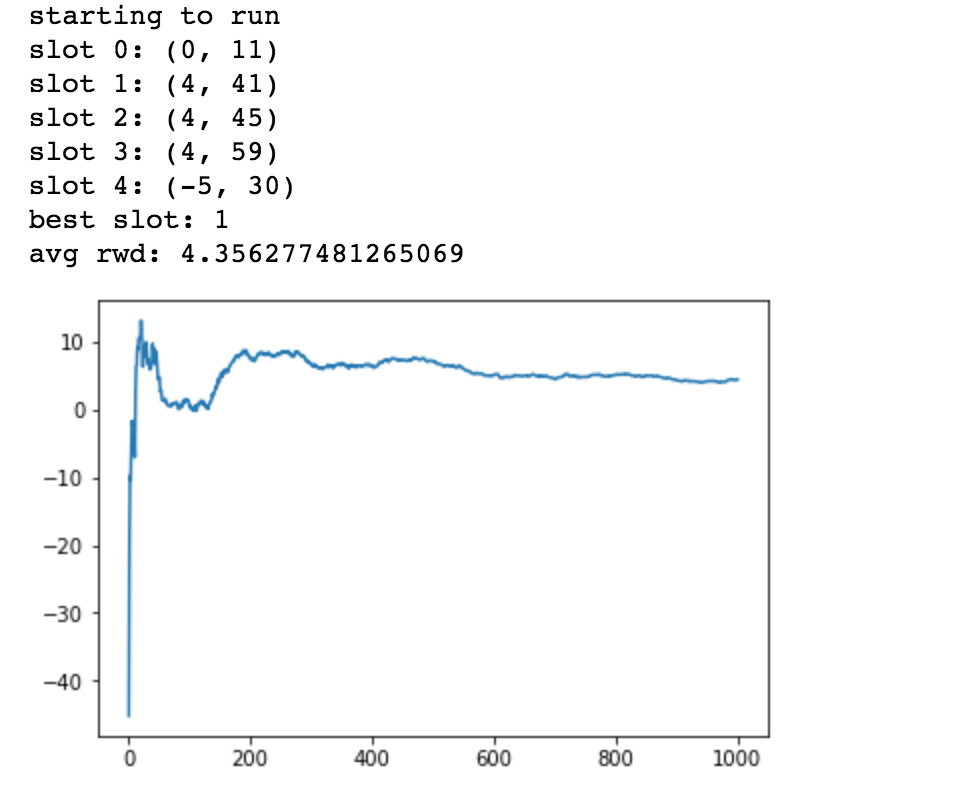 starting to run
slot 0: (0, 11)
slot 1: (4, 41)
slot 2: (4, 45)
slot 3: (4, 59)
slot 4: (-5, 30)
best slot: 1
avg rwd: 4.356277481265069
10
0
−10
−20
−30
−40
0 200 400 600 800 1000